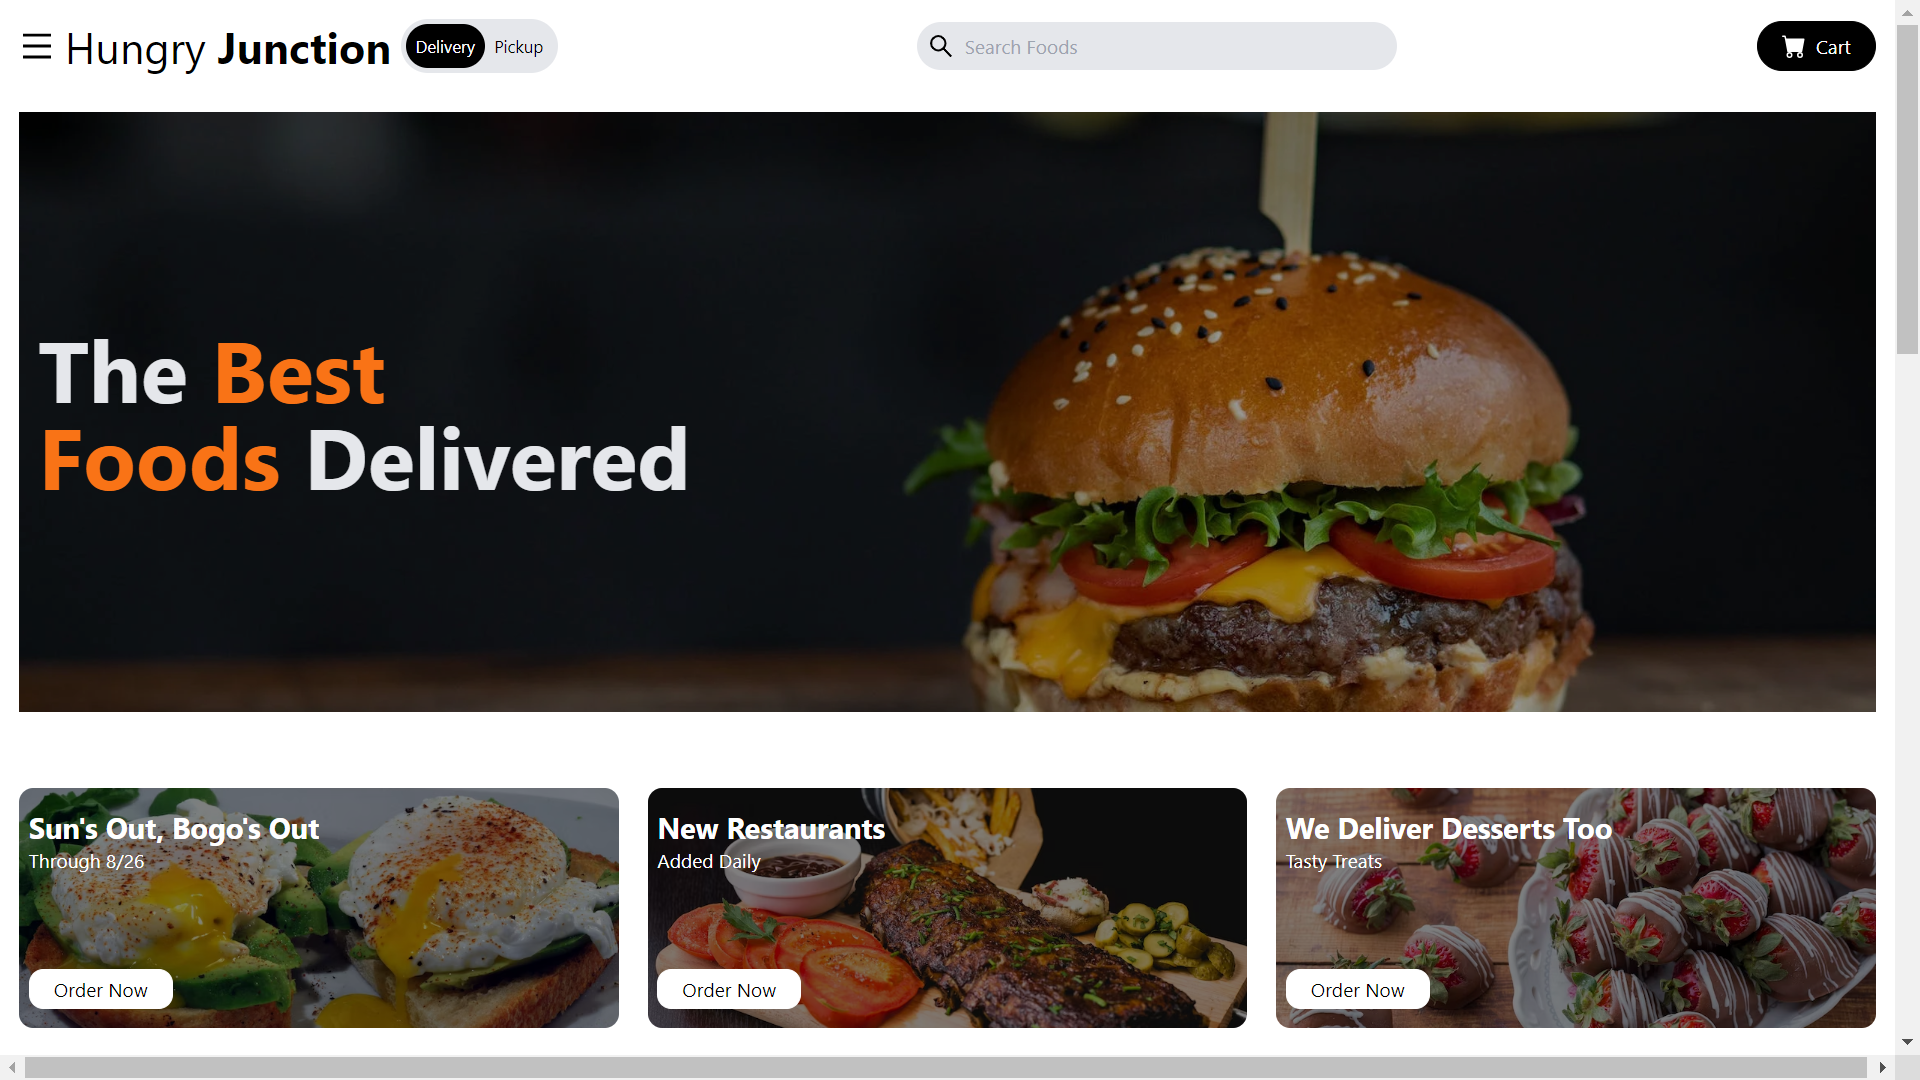 Hungry Junction
Delivery
Pickup
Search Foods
Cart
The Best
Foods Delivered
Sun's Out, Bogo's Out
Through 8/26
Order Now
New Restaurants
Added Daily
Order Now
We Deliver Desserts Too
Tasty Treats
Order Now